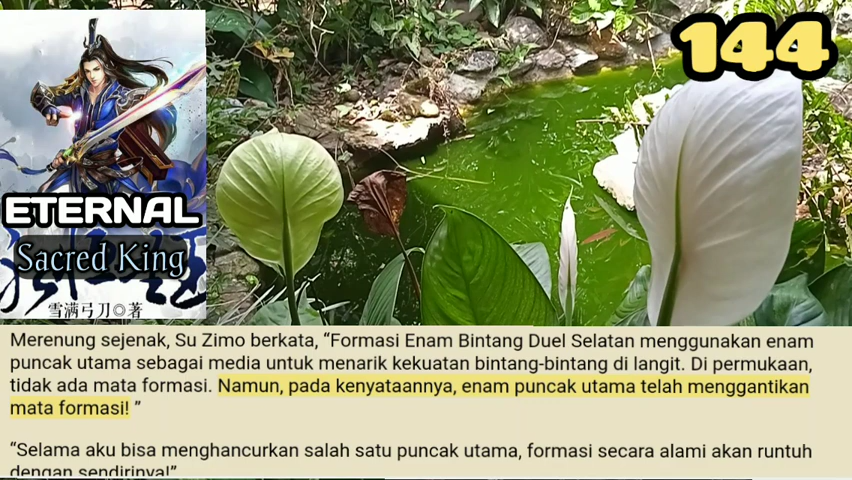 144
ETERNAL
Sacred King
雪满弓刀◎著
Merenung sejenak, Su Zimo berkata, “Formasi Enam Bintang Duel Selatan menggunakan enam
puncak utama sebagai media untuk menarik kekuatan bintang-bintang di langit. Di permukaan,
tidak ada mata formasi. Namun, pada kenyataannya, enam puncak utama telah menggantikan
mata formasi! ”
“Selama aku bisa menghancurkan salah satu puncak utama, formasi secara alami akan runtuh
dengan sendirinya!”